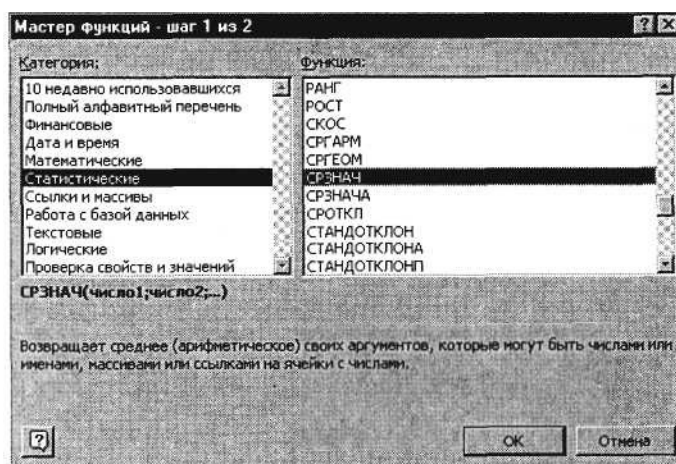 Мастер функций - шаг 1 из 2
Категория:
10 недавно использовавшихся
Полный алфавитный перечень
Финансовые
Дата и время
Математические
Статистические
Ссылки и массивы
Работа с базой данных
Текстовые
Логические
Проверка свойств и значений
Функция:
РАНГ
РОСТ
СКОС
СРГАРМ
СРГЕОМ
СРЗНАЧ
СРЗНАЧА
СРОТКЛ
СТАНДОТКЛОН
СТАНДОТКЛОНА
СТАНДОТКЛОНП
СРЗНАЧ(число1;число2;...)
Возвращает среднее (арифметическое) своих аргументов, которые могут быть числами или
именами, массивами или ссылками на ячейки с числами.
OK
Отмена